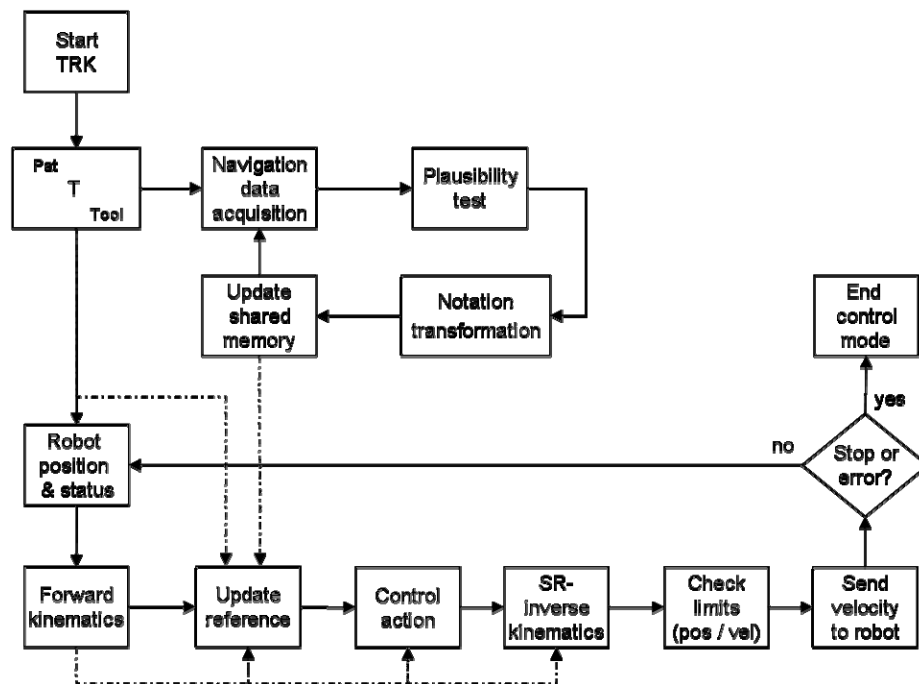 Start
TRK
Pat
T
Tool
Navigation
data
acquisition
Plausibility
test
Update
shared
memory
Notation
transformation
End
control
mode
yes
no
Stop or
error?
Robot
position
& status
Forward
kinematics
Update
reference
Control
action
SR-
inverse
kinematics
Check
limits
(pos / vel)
Send
velocity
to robot